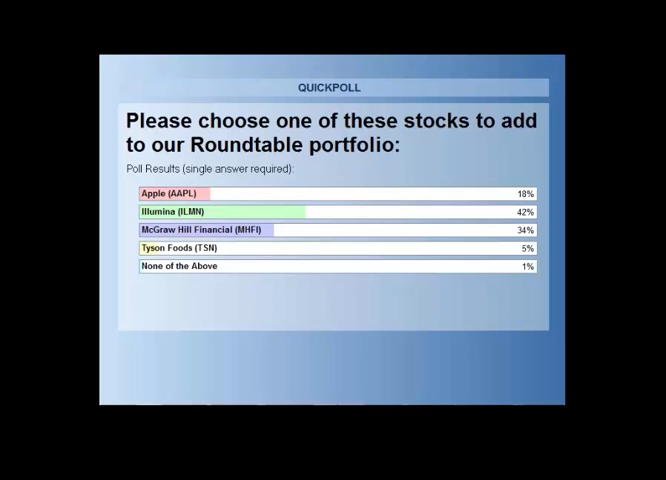 QUICKPOLL
Please choose one of these stocks to add
to our Roundtable portfolio:
Poll Results (single answer required):
Apple (AAPL) 18%
Illumina (ILMN) 42%
McGraw Hill Financial (MHFI) 34%
Tyson Foods (TSN) 5%
None of the Above 1%